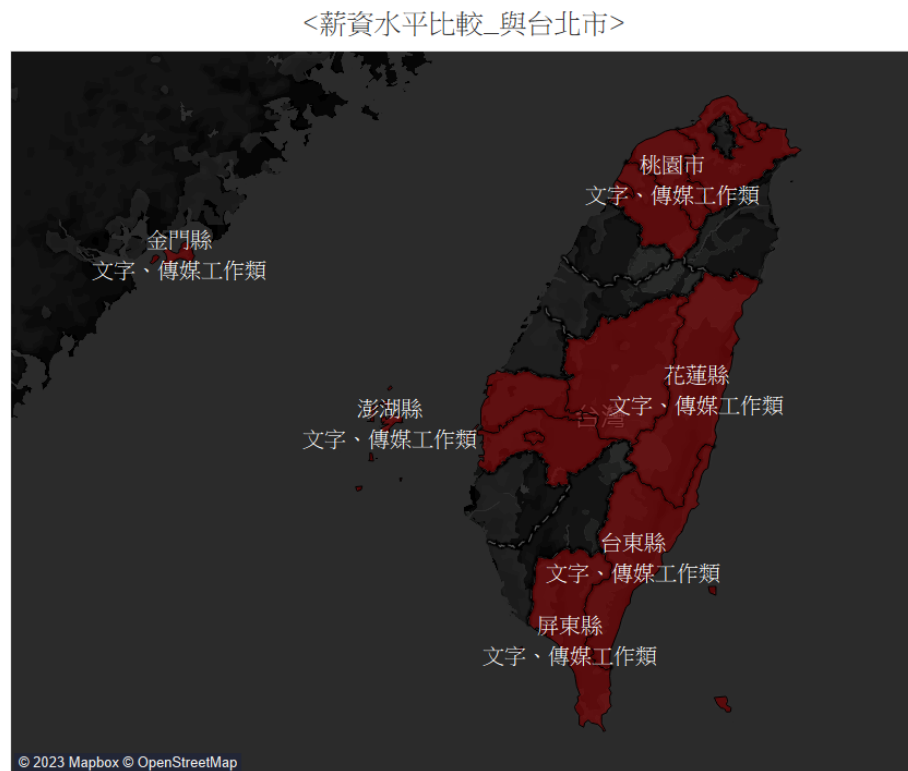 <薪資水平比較_與台北市>
桃園市
文字、傳媒工作類
金門縣
文字、傳媒工作類
花蓮縣
文字、傳媒工作類
澎湖縣
文字、傳媒工作類
台灣
台東縣
文字、傳媒工作類
屏東縣
文字、傳媒工作類
© 2023 Mapbox © OpenStreetMap